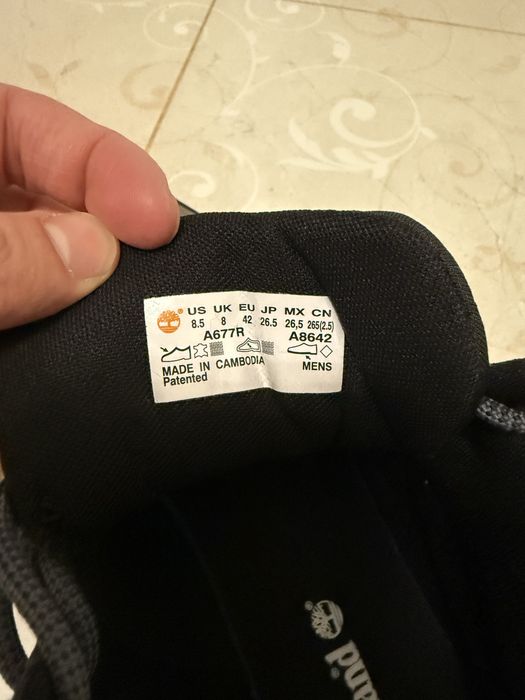 US UK EU JP MX CN
8.5 8 42 26.5 26,5 265(2.5)
A677R A8642
MADE IN CAMBODIA MENS
Patented